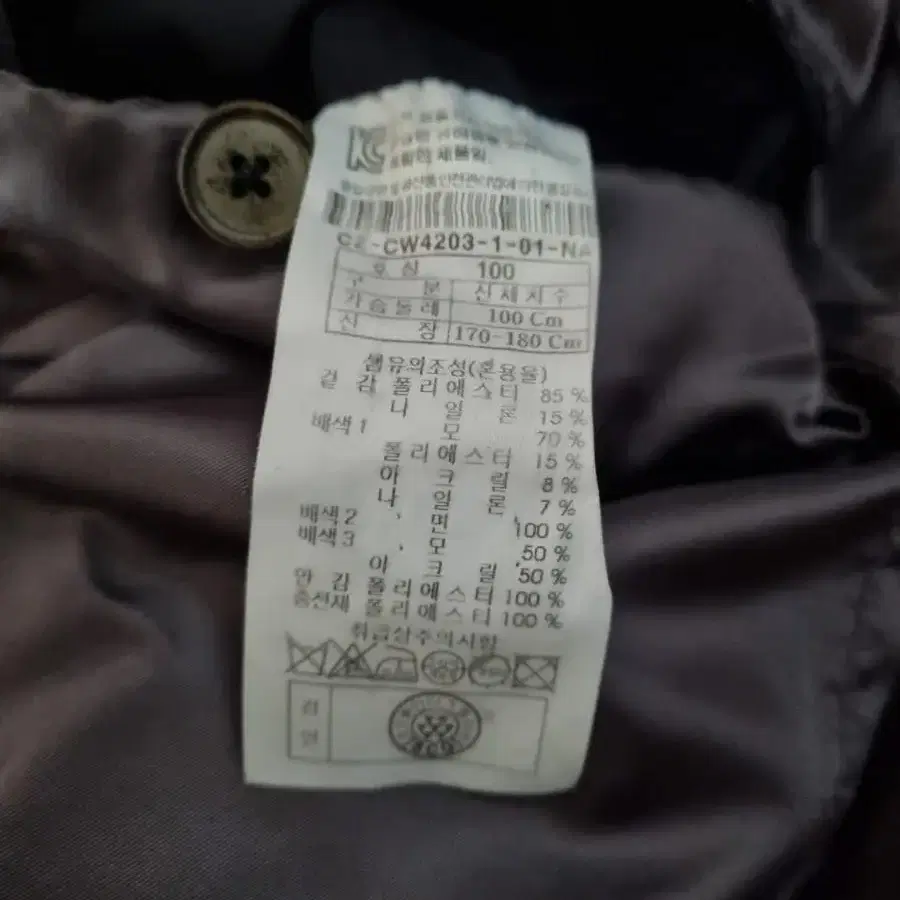 KC
CZ-CW4203-1-01-NA
호칭 100
구분 신체치수
가슴둘레 100 Cm
신장 170-180 Cm
섬유의조성(혼용율)
겉감 폴리에스터 85 %
나일론 15 %
배색1 모 70 %
폴리에스터 15 %
아크릴 8 %
나일론 7 %
배색2 면 100 %
배색3 모 50 %
아크릴 50 %
안감 폴리에스터 100 %
충전재 폴리에스터 100 %
취급상주의사항
검